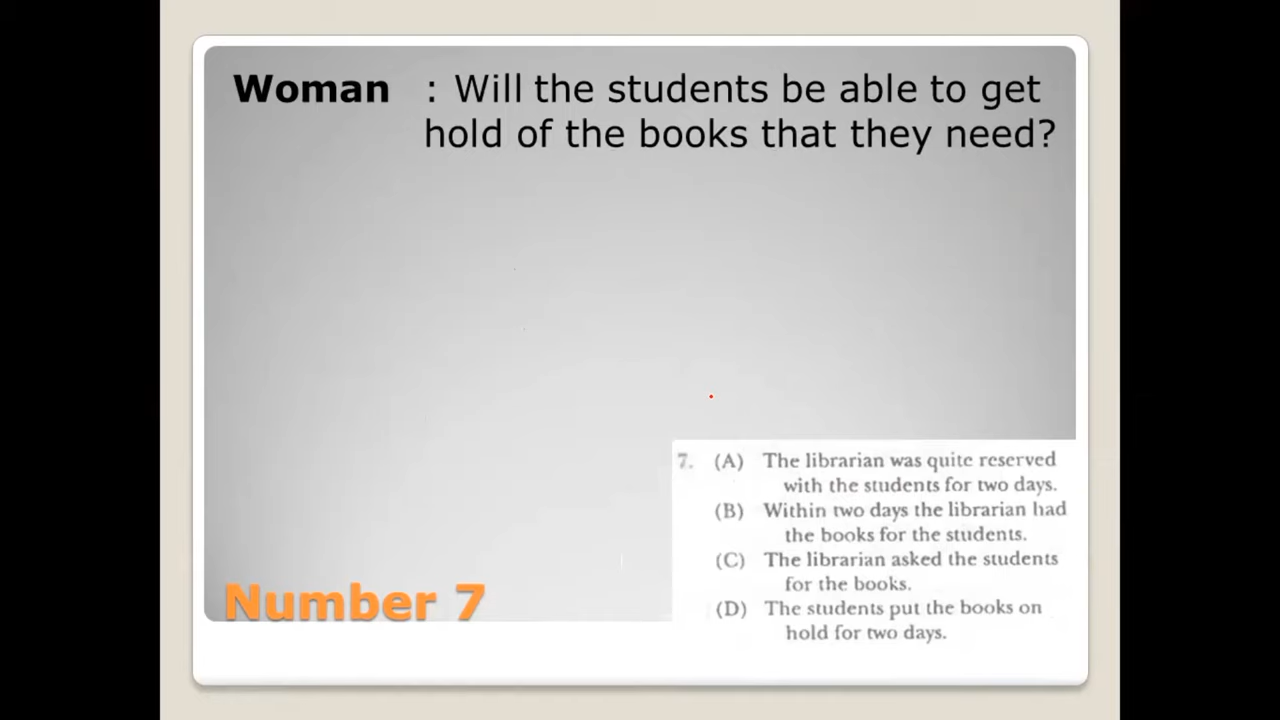 Woman : Will the students be able to get
hold of the books that they need?
7. (A) The librarian was quite reserved
with the students for two days.
(B) Within two days the librarian had
the books for the students.
(C) The librarian asked the students
for the books.
(D) The students put the books on
hold for two days.
Number 7